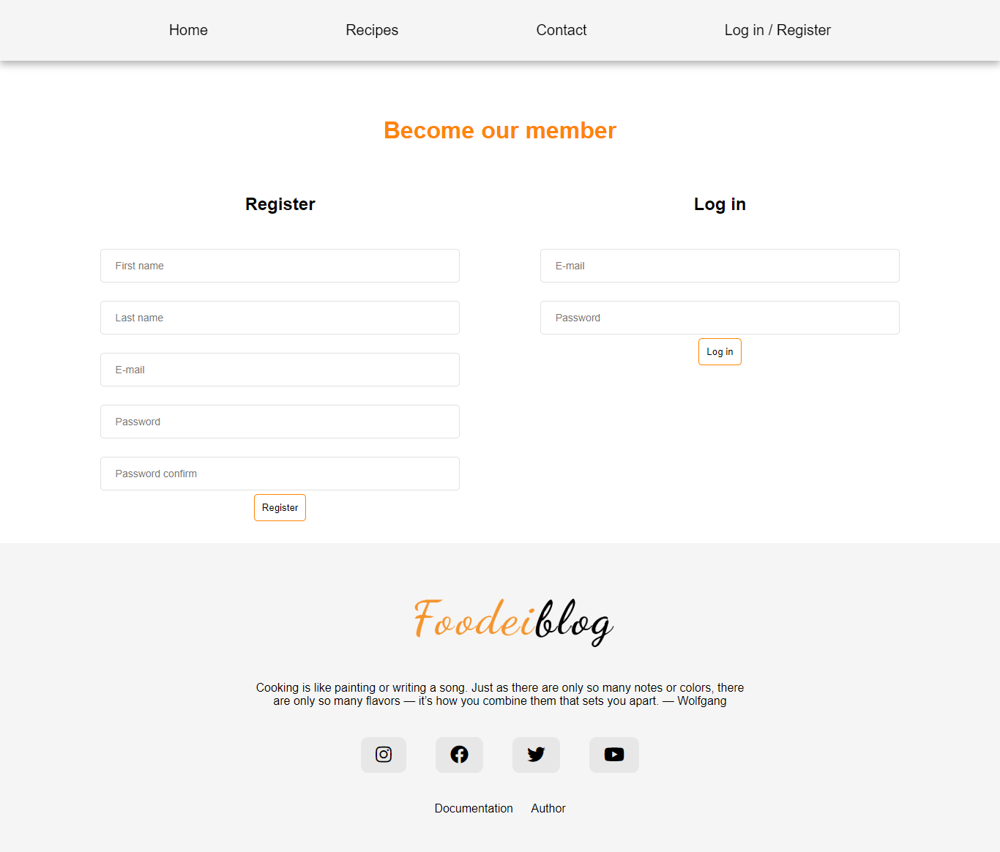 Home
Recipes
Contact
Log in / Register
Become our member
Register
First name
Last name
E-mail
Password
Password confirm
Register
Log in
E-mail
Password
Log in
Foodeiblog
Cooking is like painting or writing a song. Just as there are only so many notes or colors, there
are only so many flavors — it’s how you combine them that sets you apart. — Wolfgang
Documentation
Author